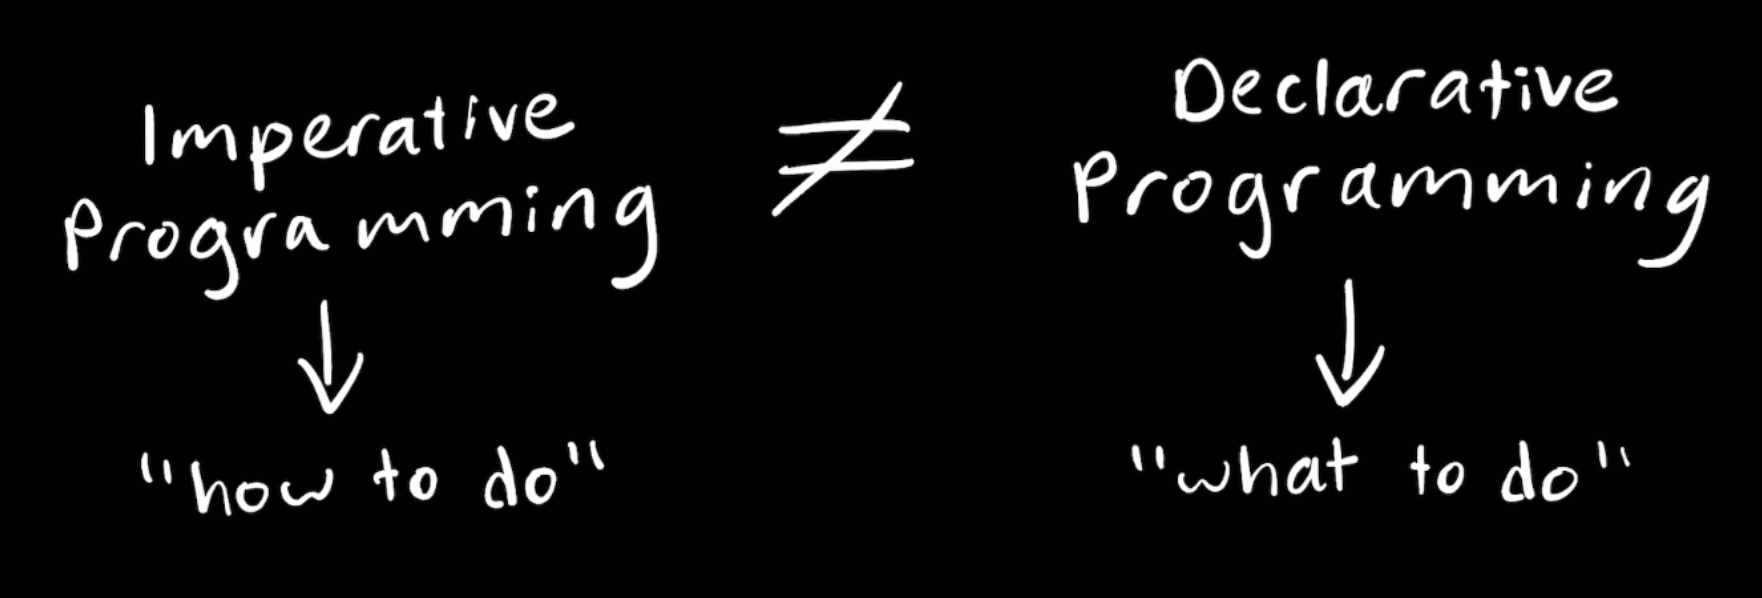 Imperative
Programming
≠
Declarative
Programming
"how to do"
"what to do"